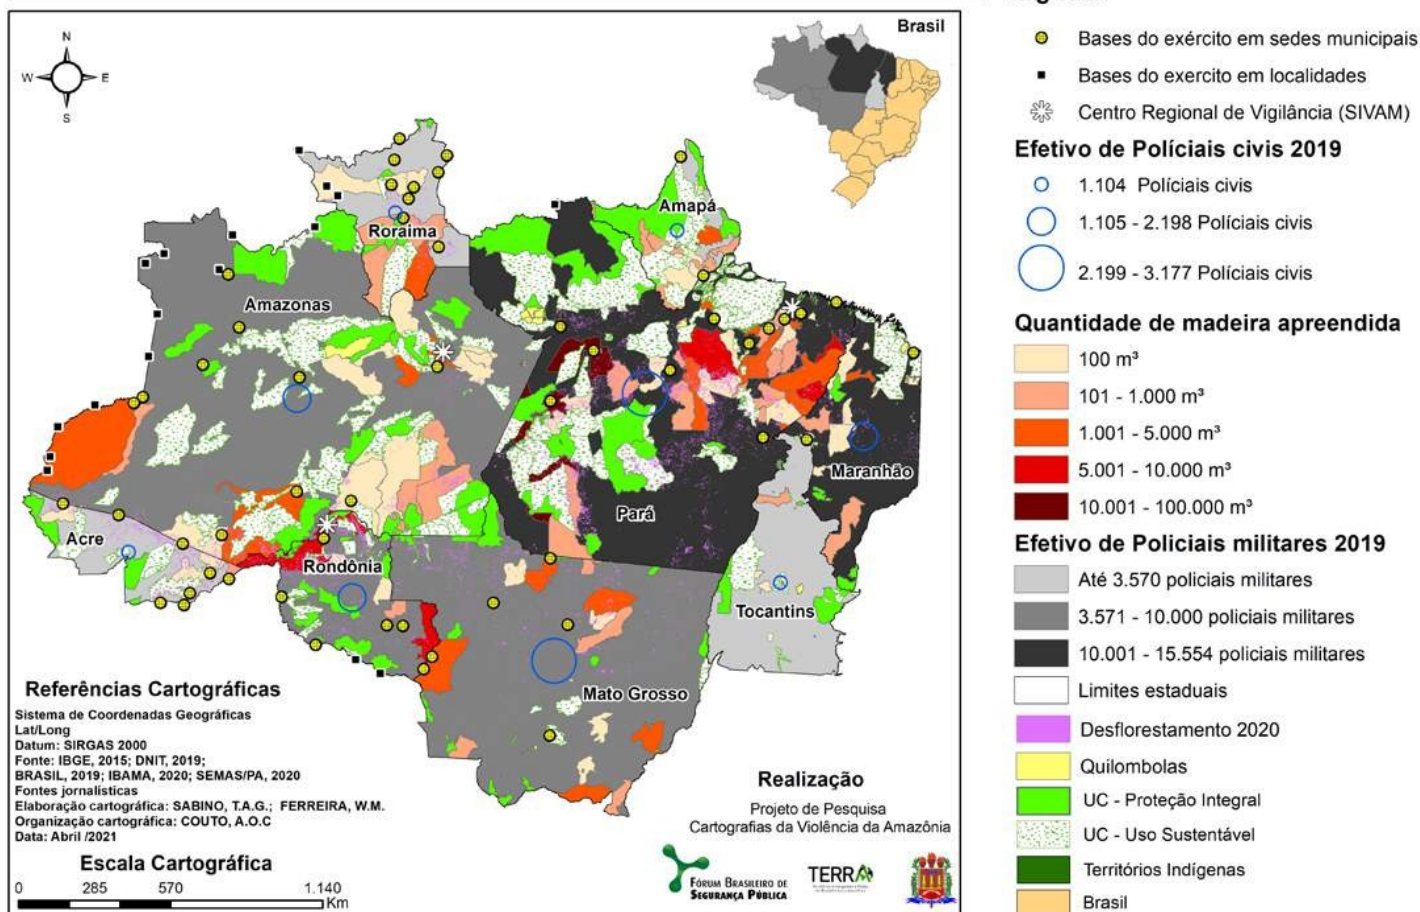 Brasil
N
W
E
S
Roraima
Amapá
Amazonas
Acre
Rondônia
Pará
Maranhão
Tocantins
Mato Grosso
Referências Cartográficas
Sistema de Coordenadas Geográficas
Lat/Long
Datum: SIRGAS 2000
Fonte: IBGE, 2015; DNIT, 2019;
BRASIL, 2019; IBAMA, 2020; SEMAS/PA, 2020
Fontes jornalísticas
Elaboração cartográfica: SABINO, T.A.G.; FERREIRA, W.M.
Organização cartográfica: COUTO, A.O.C
Data: Abril /2021
Escala Cartográfica
0 285 570 1.140
Km
Realização
Projeto de Pesquisa
Cartografias da Violência da Amazônia
FÓRUM BRASILEIRO DE
SEGURANÇA PÚBLICA
TERRA
Bases do exército em sedes municipais
Bases do exercito em localidades
Centro Regional de Vigilância (SIVAM)
Efetivo de Políciais civis 2019
1.104 Políciais civis
1.105 - 2.198 Políciais civis
2.199 - 3.177 Políciais civis
Quantidade de madeira apreendida
100 m³
101 - 1.000 m³
1.001 - 5.000 m³
5.001 - 10.000 m³
10.001 - 100.000 m³
Efetivo de Policiais militares 2019
Até 3.570 policiais militares
3.571 - 10.000 policiais militares
10.001 - 15.554 policiais militares
Limites estaduais
Desflorestamento 2020
Quilombolas
UC - Proteção Integral
UC - Uso Sustentável
Territórios Indígenas
Brasil